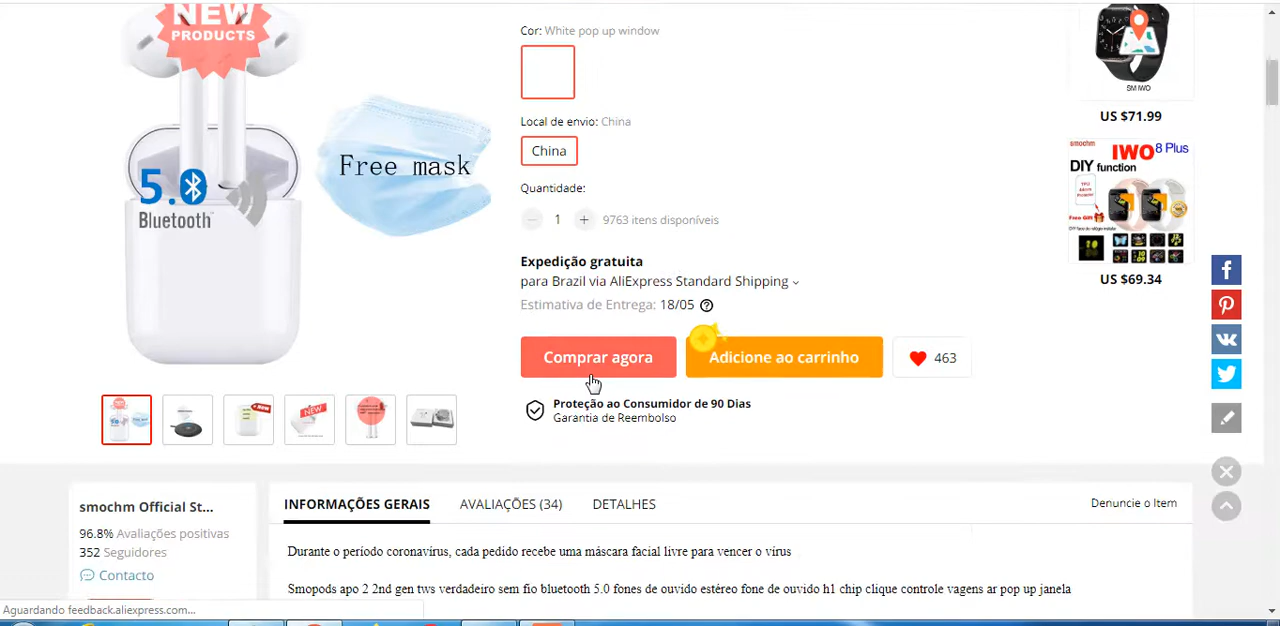 NEW
PRODUCTS
5.0
Bluetooth
Free mask
Cor: White pop up window
Local de envio: China
China
Quantidade:
1
9763 itens disponíveis
Expedição gratuita
para Brazil via AliExpress Standard Shipping
Estimativa de Entrega: 18/05
Comprar agora
Adicione ao carrinho
463
Proteção ao Consumidor de 90 Dias
Garantia de Reembolso
SM IWO
US $71.99
smochm
IWO 8 Plus
DIY function
US $69.34
smochm Official St...
96.8% Avaliações positivas
352 Seguidores
Contacto
INFORMAÇÕES GERAIS
AVALIAÇÕES (34)
DETALHES
Denuncie o Item
Durante o período coronavírus, cada pedido recebe uma máscara facial livre para vencer o vírus
Smopods apo 2 2nd gen tws verdadeiro sem fio bluetooth 5.0 fones de ouvido estéreo fone de ouvido h1 chip clique controle vagens ar pop up janela
Aguardando feedback.aliexpress.com...